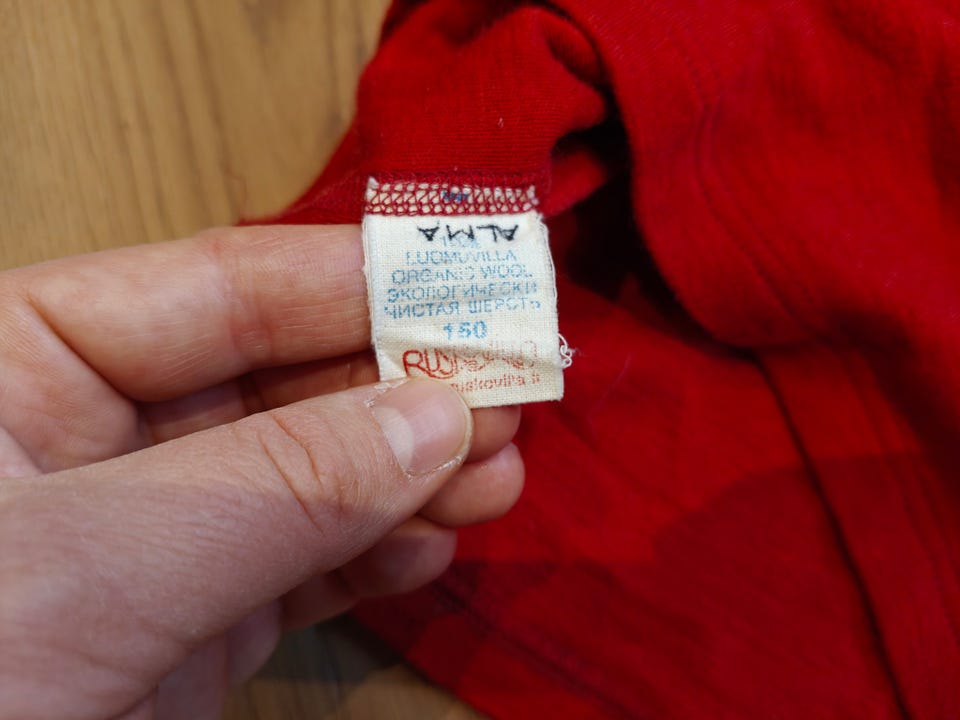 ALMA
100%
LUOMUVILLA
ORGANIC WOOL
ЭКОЛОГИЧЕСКИ
ЧИСТАЯ ШЕРСТЬ
150